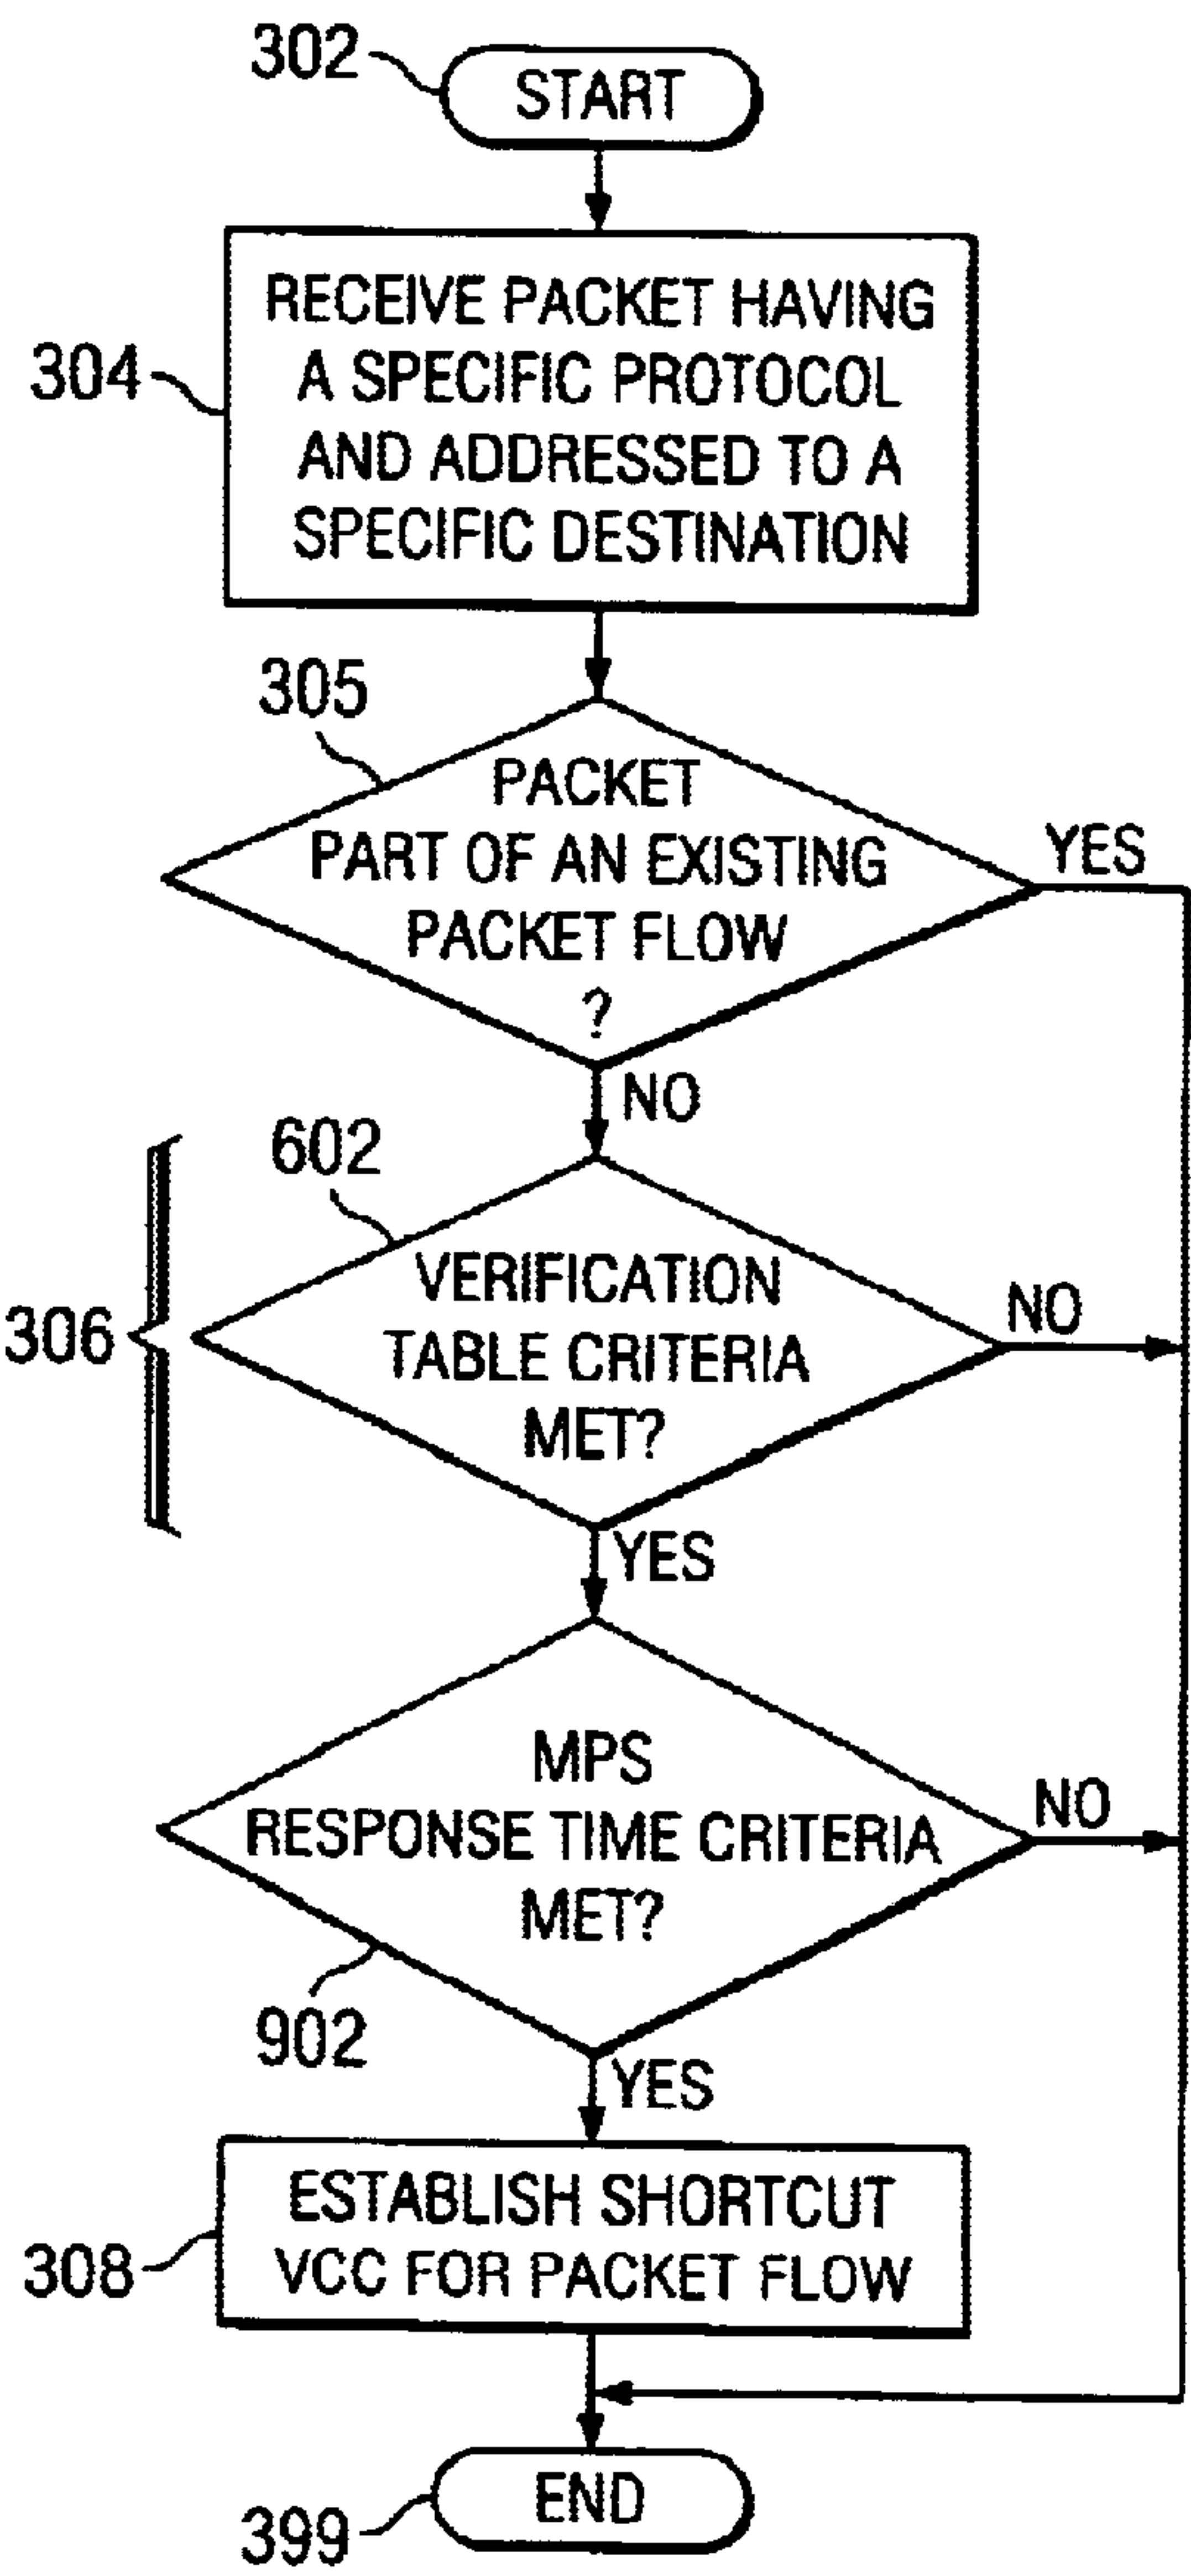 302
START
304
RECEIVE PACKET HAVING
A SPECIFIC PROTOCOL
AND ADDRESSED TO A
SPECIFIC DESTINATION
305
PACKET
PART OF AN EXISTING
PACKET FLOW
?
YES
NO
602
306
VERIFICATION
TABLE CRITERIA
MET?
NO
YES
MPS
RESPONSE TIME CRITERIA
MET?
NO
902
YES
308
ESTABLISH SHORTCUT
VCC FOR PACKET FLOW
END
399